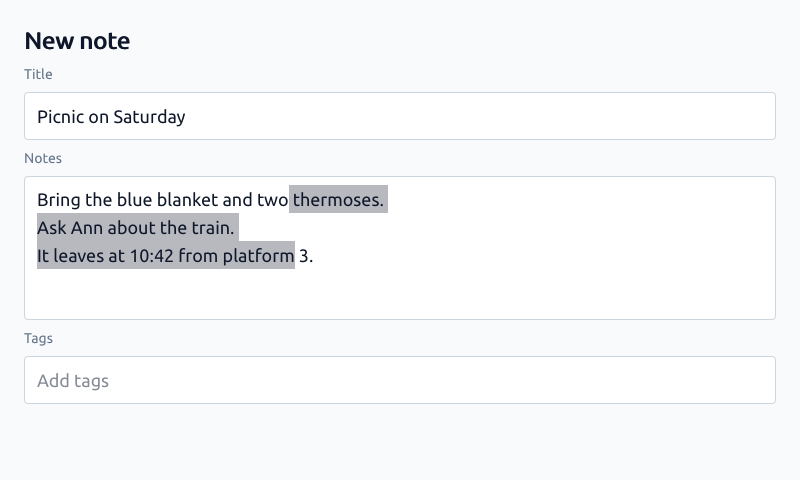 New note
Title
Picnic on Saturday
Notes
Bring the blue blanket and two thermoses.
Ask Ann about the train.
It leaves at 10:42 from platform 3.
Tags
Add tags